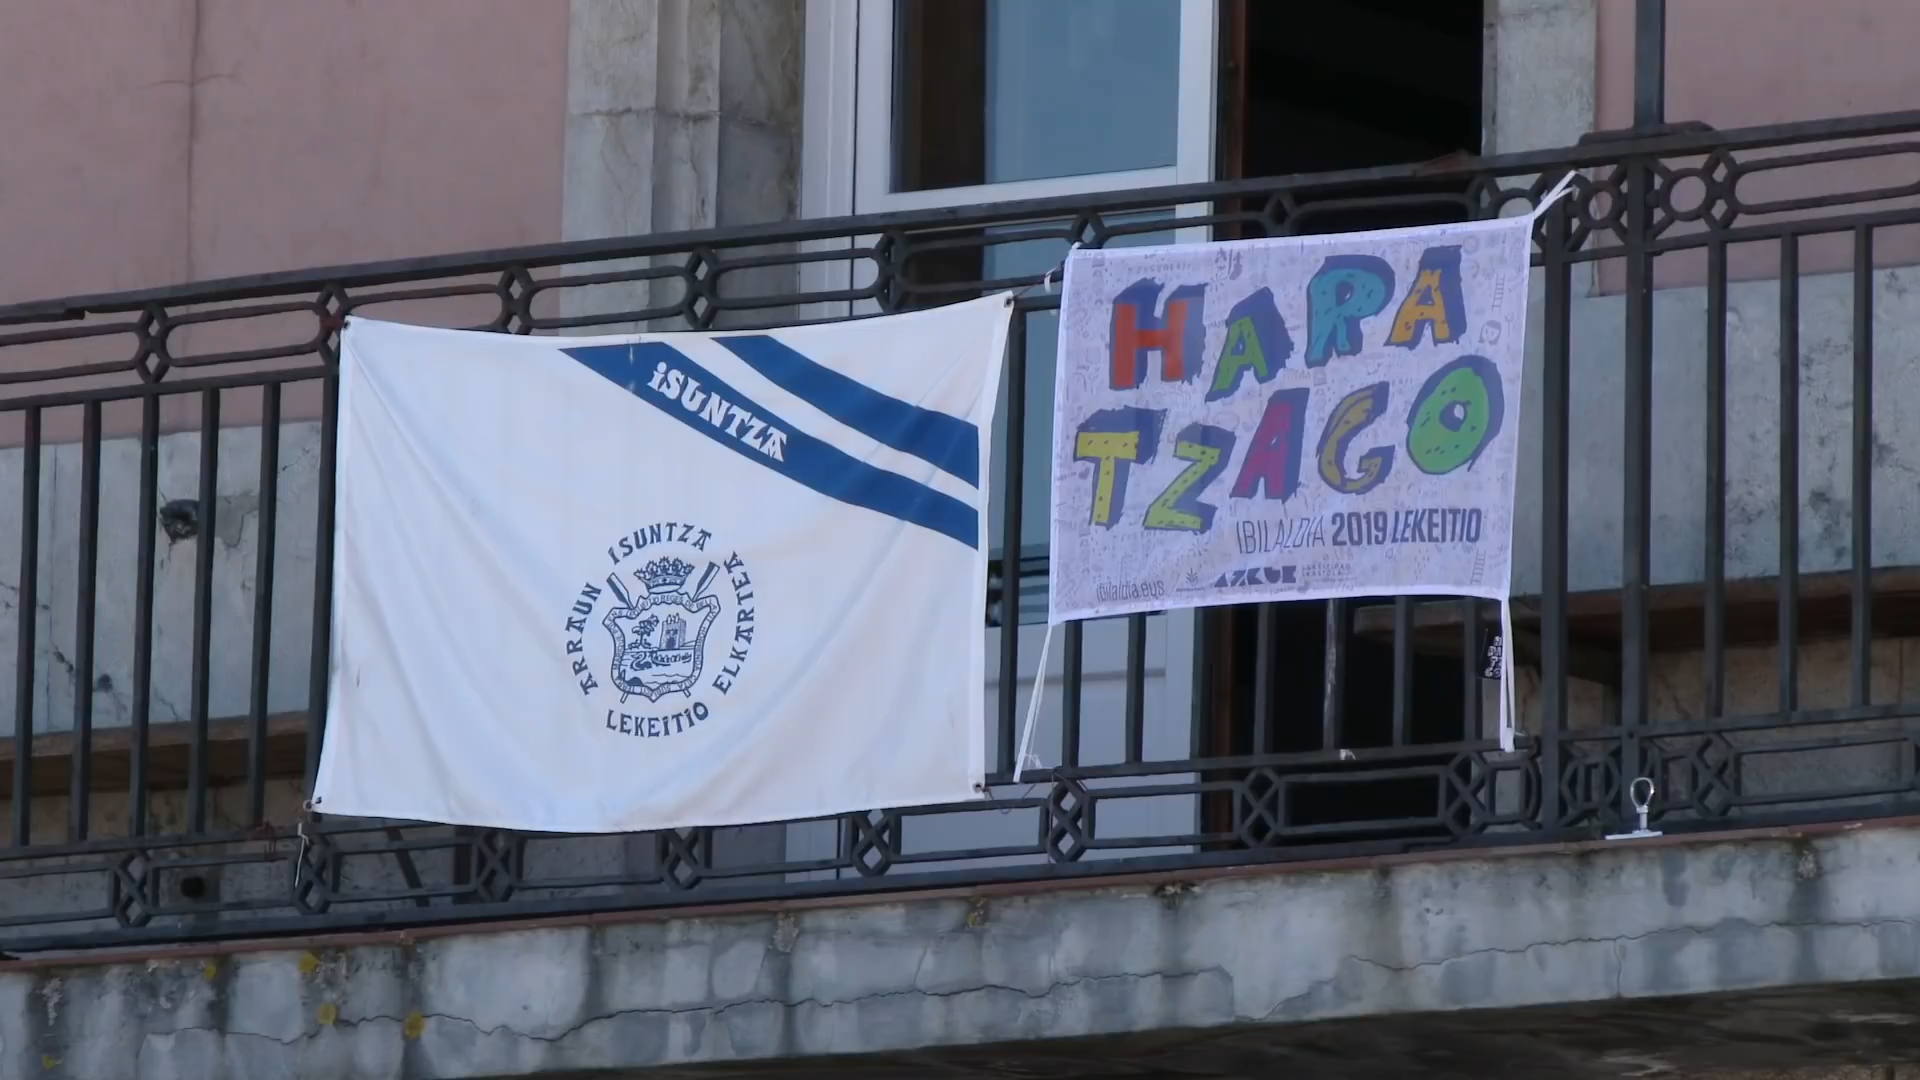 iSUNTZA
ARRAUN ISUNTZA ELKARTEA
LEKEITIO
HARA
TZAGO
IBILALDIA 2019 LEKEITIO
ibilaldia.eus